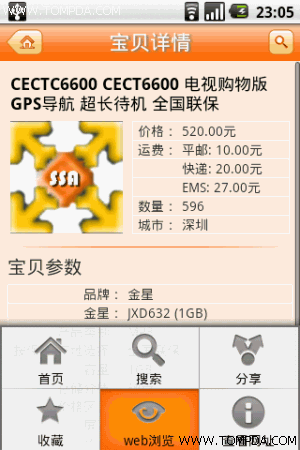 www.TOMPDA.COM
23:05
宝贝详情
CECTC6600 CECT6600 电视购物版
GPS导航 超长待机 全国联保
SSA
价格： 520.00元
运费： 平邮: 10.00元
快递: 20.00元
EMS: 27.00元
数量： 596
城市： 深圳
宝贝参数
品牌： 金星
金星： JXD632 (1GB)
首页
搜索
分享
收藏
web浏览
www.TOMPDA.COM